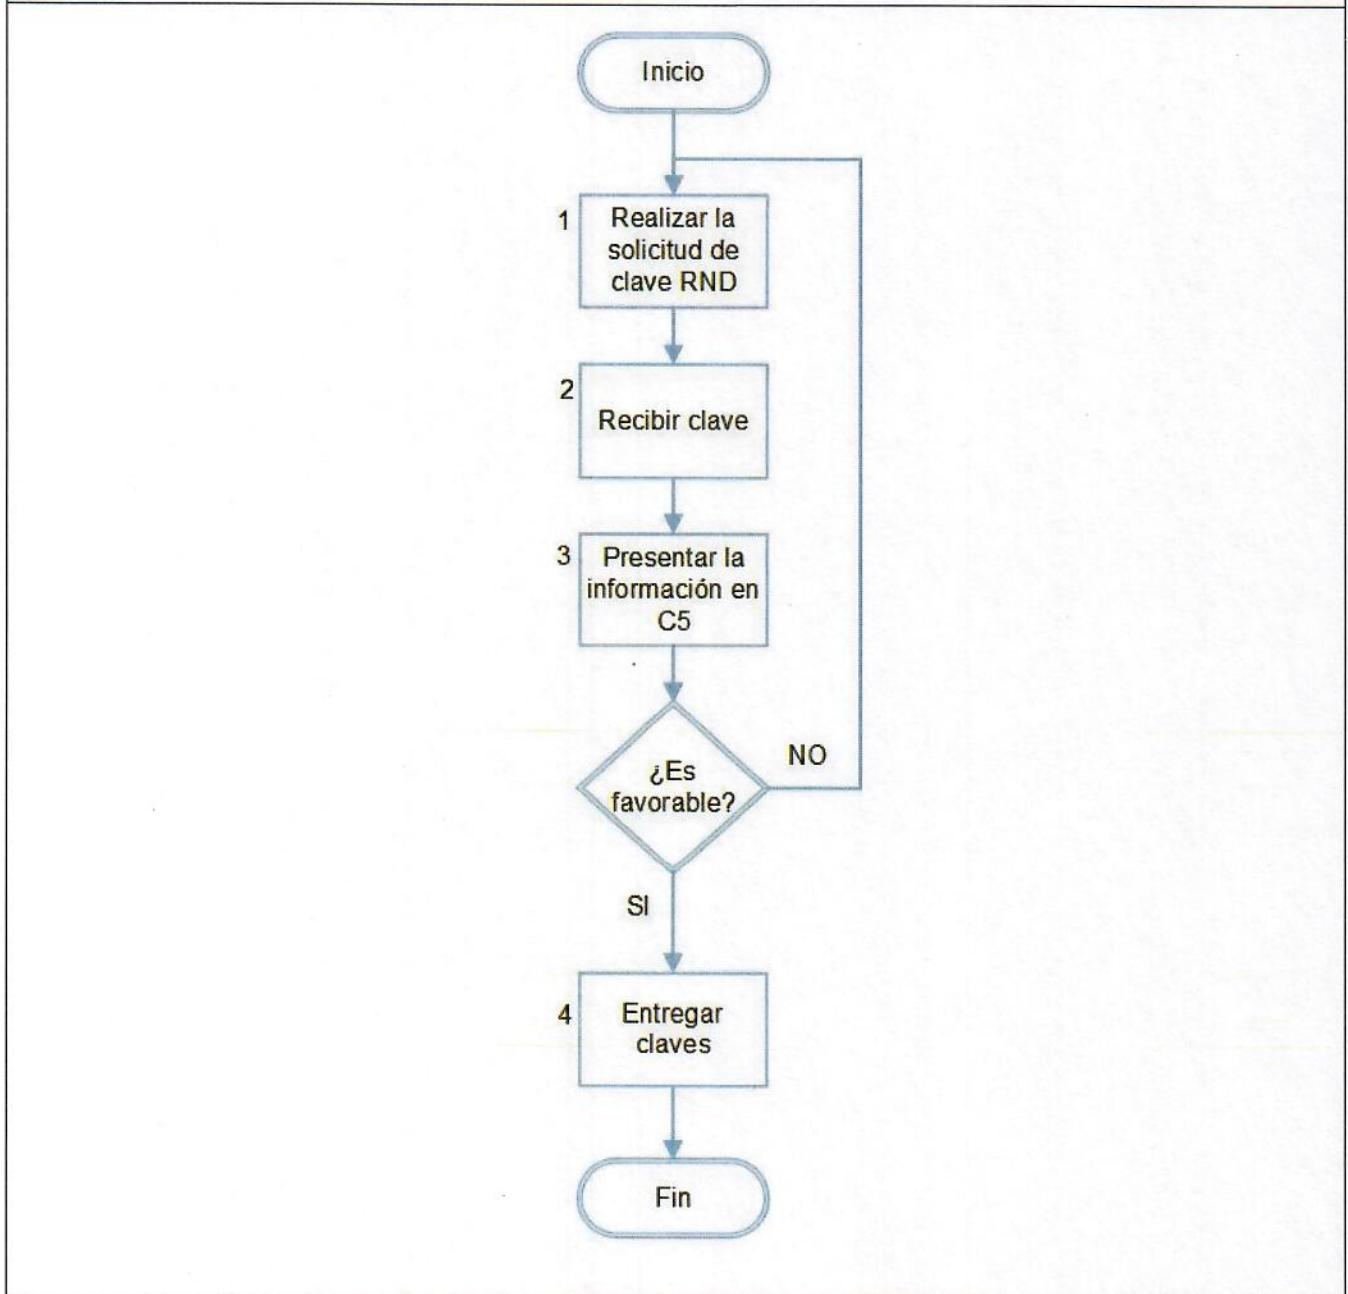 Inicio
1
Realizar la
solicitud de
clave RND
2
Recibir clave
3
Presentar la
información en
C5
¿Es
favorable?
NO
SI
4
Entregar
claves
Fin